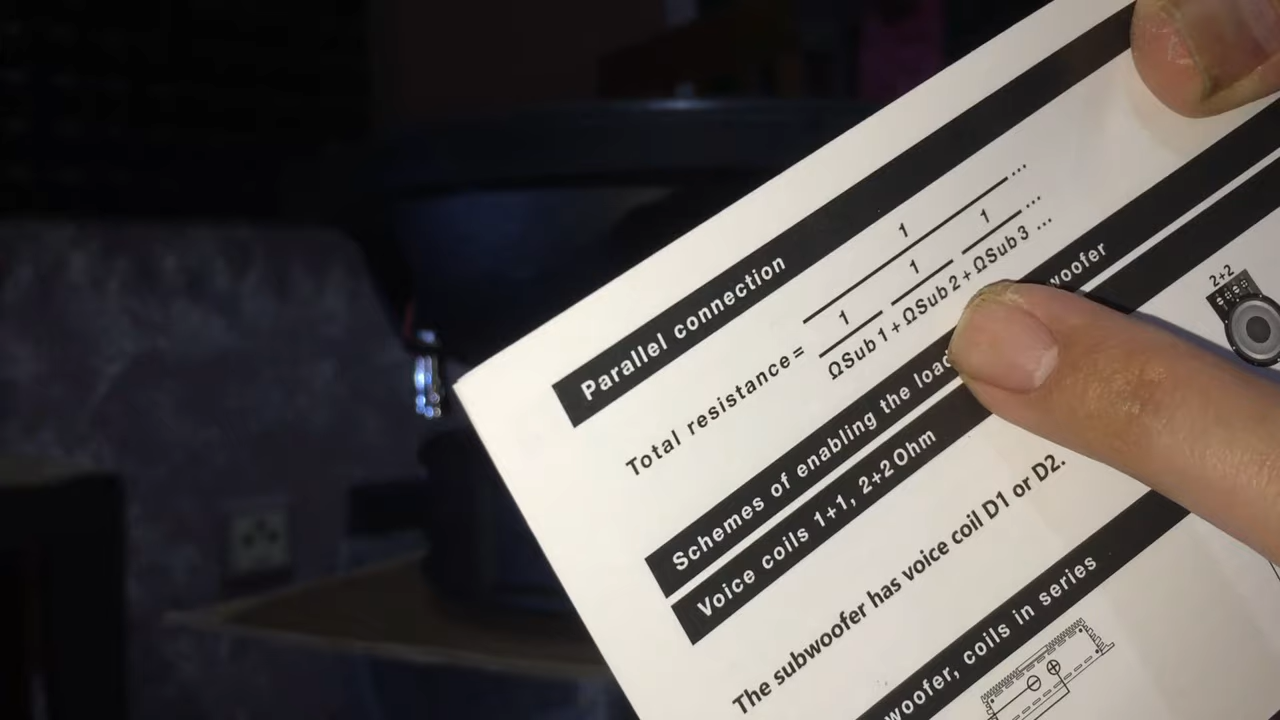 Parallel connection
1 ...
1 1 1 ...
Total resistance = ΩSub 1 + ΩSub 2 + ΩSub 3 ...
Schemes of enabling the woofer
Voice coils 1+1, 2+2 Ohm
2+2
The subwoofer has voice coil D1 or D2.
coils in series